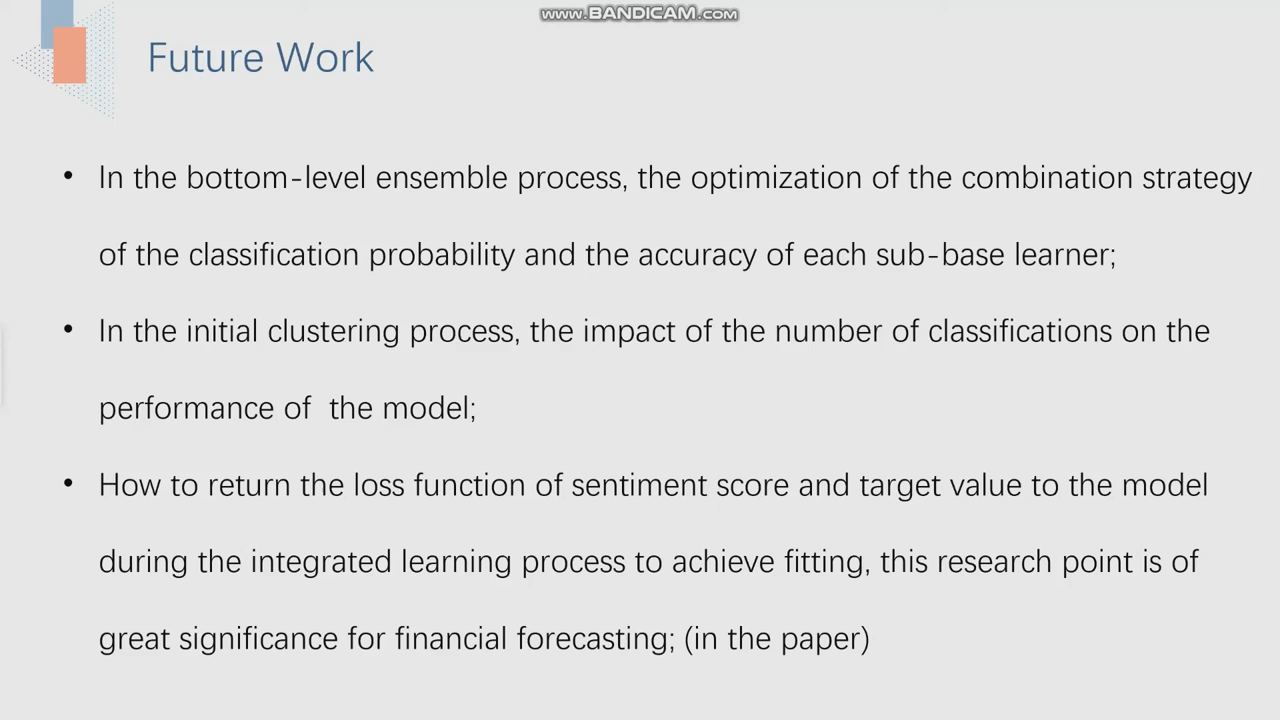 www.BANDICAM.com
Future Work
• In the bottom-level ensemble process, the optimization of the combination strategy
of the classification probability and the accuracy of each sub-base learner;
• In the initial clustering process, the impact of the number of classifications on the
performance of  the model;
• How to return the loss function of sentiment score and target value to the model
during the integrated learning process to achieve fitting, this research point is of
great significance for financial forecasting; (in the paper)